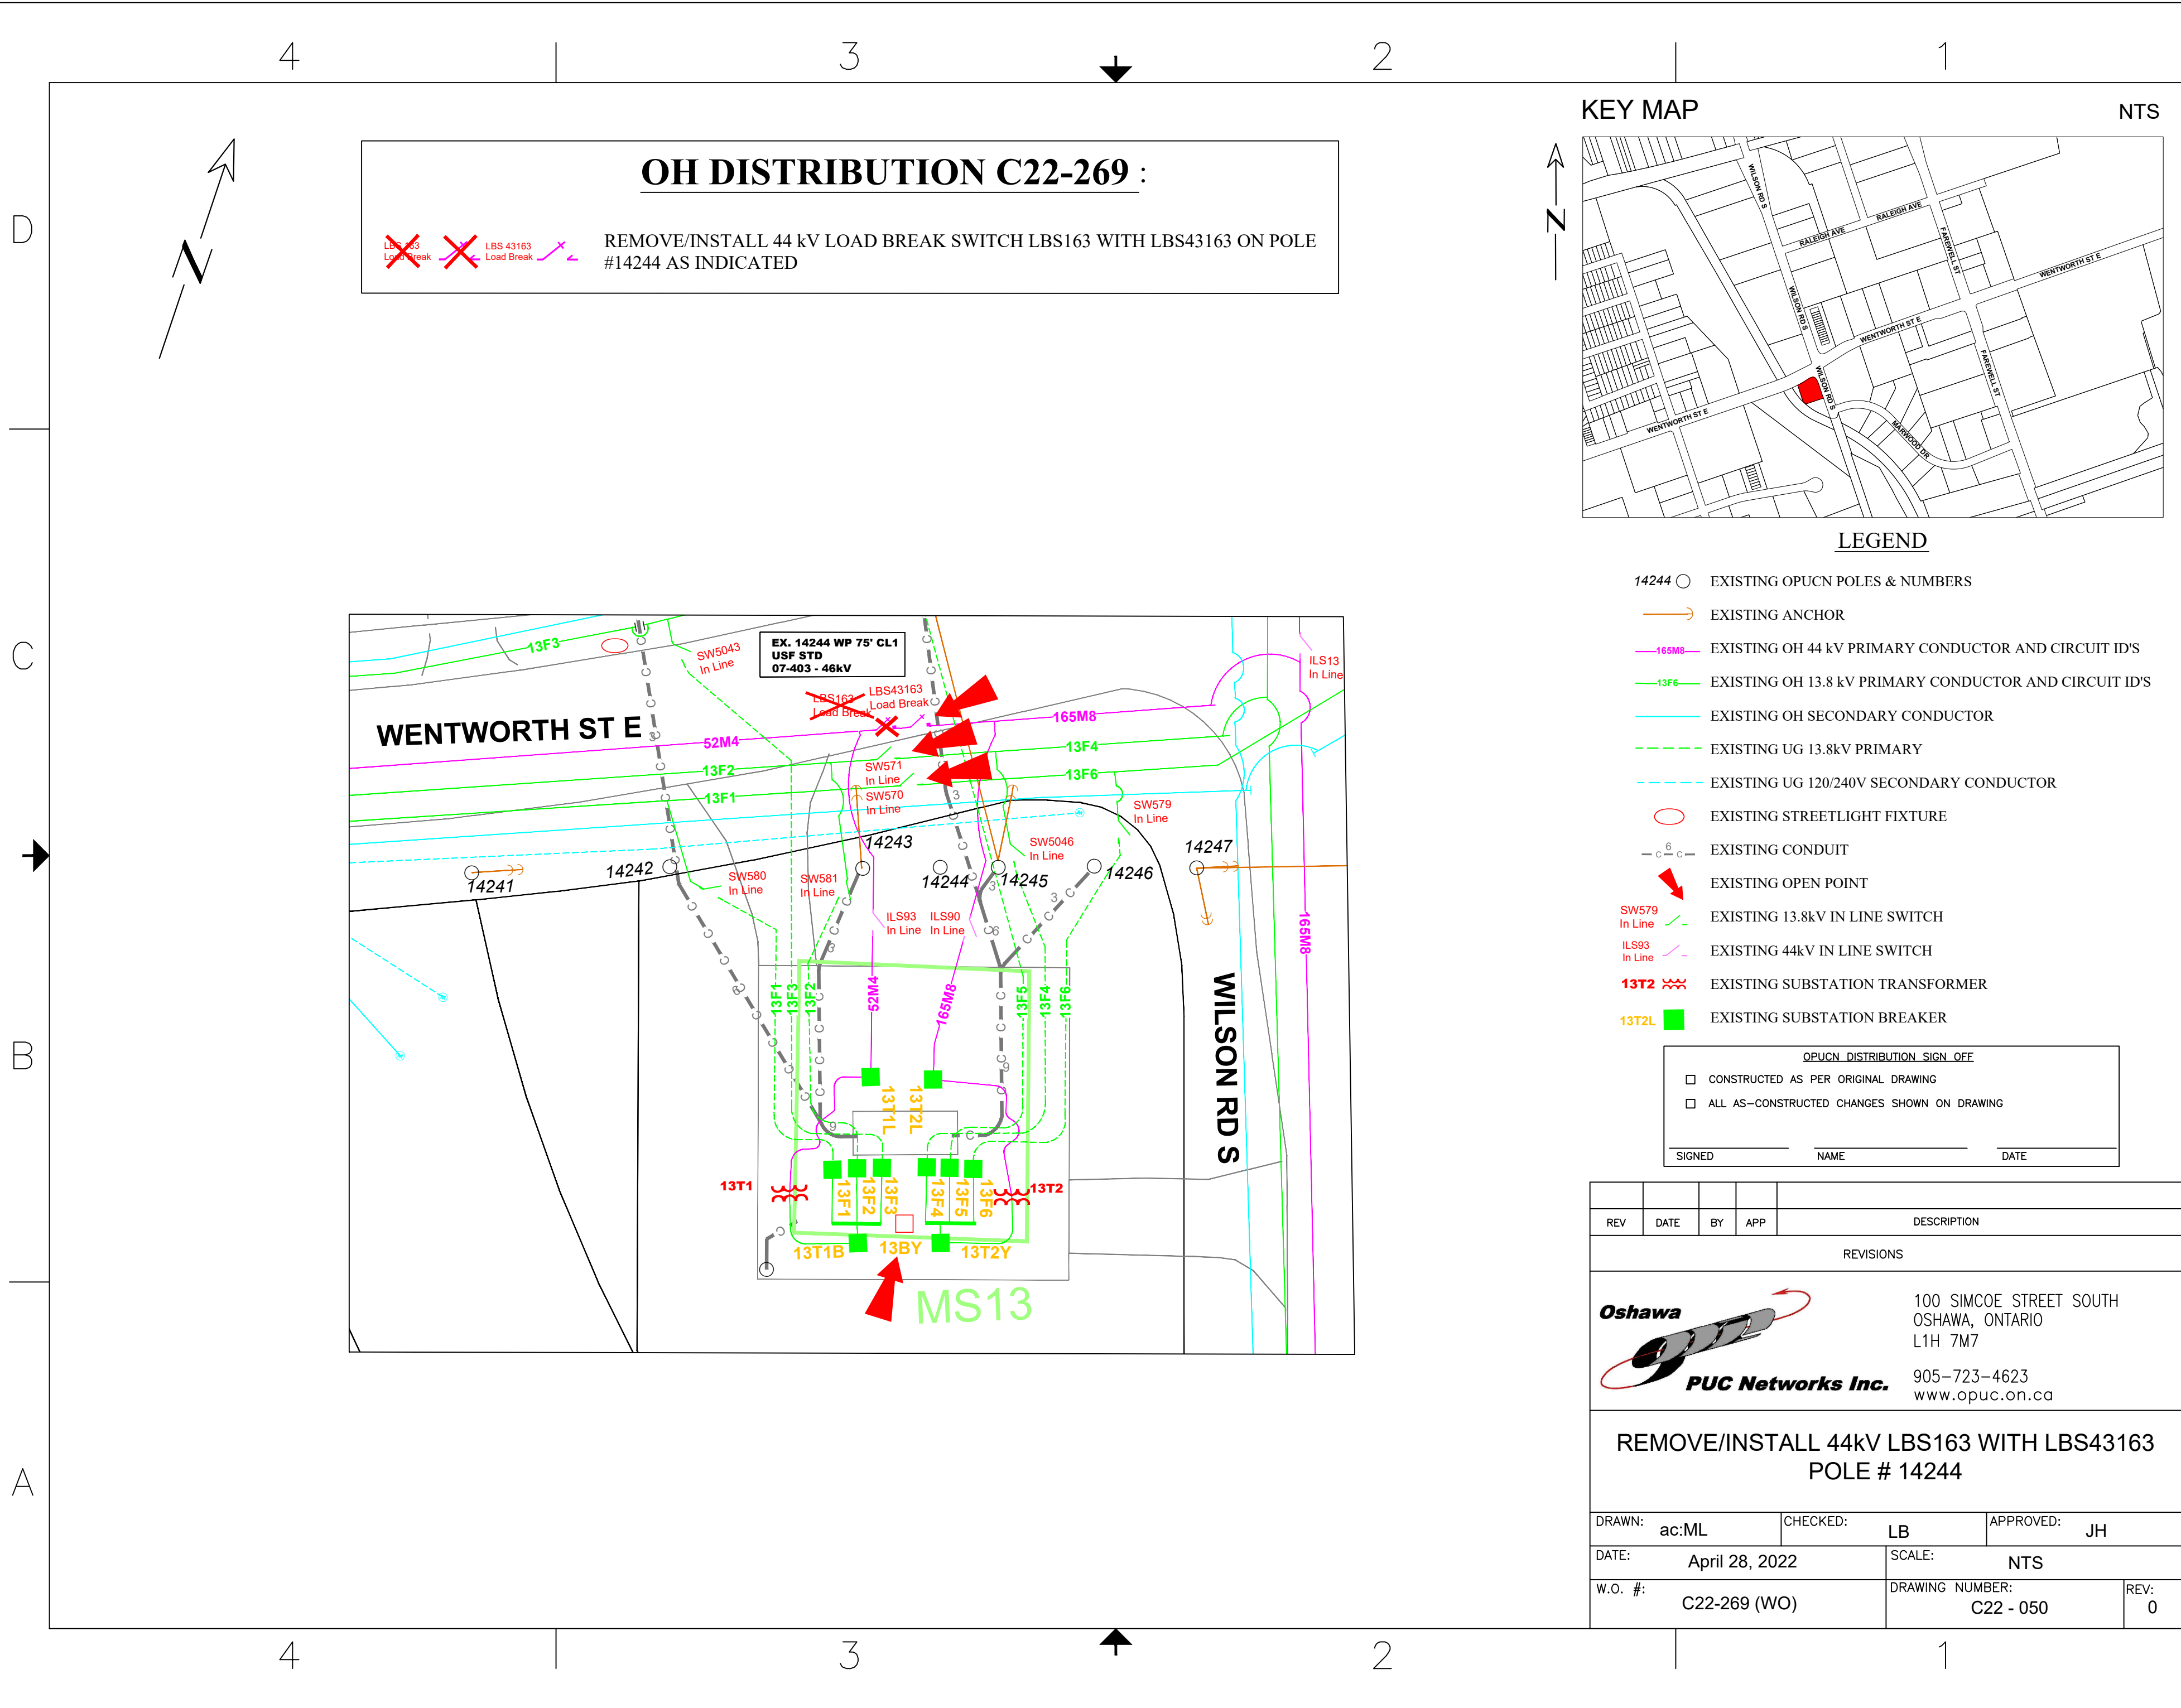 4 3 2 1
D
C
B
A
OH DISTRIBUTION C22-269 :
LBS 163
Load Break
LBS 43163
Load Break
REMOVE/INSTALL 44 kV LOAD BREAK SWITCH LBS163 WITH LBS43163 ON POLE
#14244 AS INDICATED
N
KEY MAP
NTS
N
WILSON RD S
RALEIGH AVE
RALEIGH AVE
FAREWELL ST
WENTWORTH ST E
WILSON RD S
WENTWORTH ST E
FAREWELL ST
WILSON RD S
WENTWORTH ST E
MARWOOD DR
LEGEND
14244 EXISTING OPUCN POLES & NUMBERS
EXISTING ANCHOR
165M8 EXISTING OH 44 kV PRIMARY CONDUCTOR AND CIRCUIT ID'S
13F6 EXISTING OH 13.8 kV PRIMARY CONDUCTOR AND CIRCUIT ID'S
EXISTING OH SECONDARY CONDUCTOR
EXISTING UG 13.8kV PRIMARY
EXISTING UG 120/240V SECONDARY CONDUCTOR
EXISTING STREETLIGHT FIXTURE
C 6 C EXISTING CONDUIT
EXISTING OPEN POINT
SW579
In Line
EXISTING 13.8kV IN LINE SWITCH
ILS93
In Line
EXISTING 44kV IN LINE SWITCH
13T2 EXISTING SUBSTATION TRANSFORMER
13T2L EXISTING SUBSTATION BREAKER
13F3
SW5043
In Line
EX. 14244 WP 75' CL1
USF STD
07-403 - 46kV
ILS13
In Line
LBS163
Load Break
LBS43163
Load Break
WENTWORTH ST E
52M4
165M8
13F2
13F4
SW571
In Line
13F6
13F1
SW570
In Line
SW579
In Line
14243
SW5046
In Line
14247
14241
14242
SW580
In Line
SW581
In Line
14244
14245
14246
ILS93
In Line
ILS90
In Line
165M8
13F1
13F3
13F2
52M4
165M8
13F5
13F4
13F6
WILSON RD S
13T1L
13T2L
13T1
13F1
13F2
13F3
13F4
13F5
13F6
13T2
13T1B
13BY
13T2Y
MS13
OPUCN DISTRIBUTION SIGN OFF
CONSTRUCTED AS PER ORIGINAL DRAWING
ALL AS-CONSTRUCTED CHANGES SHOWN ON DRAWING
SIGNED NAME DATE
REV DATE BY APP DESCRIPTION
REVISIONS
Oshawa
PUC Networks Inc.
100 SIMCOE STREET SOUTH
OSHAWA, ONTARIO
L1H 7M7
905-723-4623
www.opuc.on.ca
REMOVE/INSTALL 44kV LBS163 WITH LBS43163
POLE # 14244
DRAWN: ac:ML CHECKED: LB APPROVED: JH
DATE: April 28, 2022 SCALE: NTS
W.O. #: C22-269 (WO) DRAWING NUMBER: C22 - 050 REV: 0
4 3 2 1